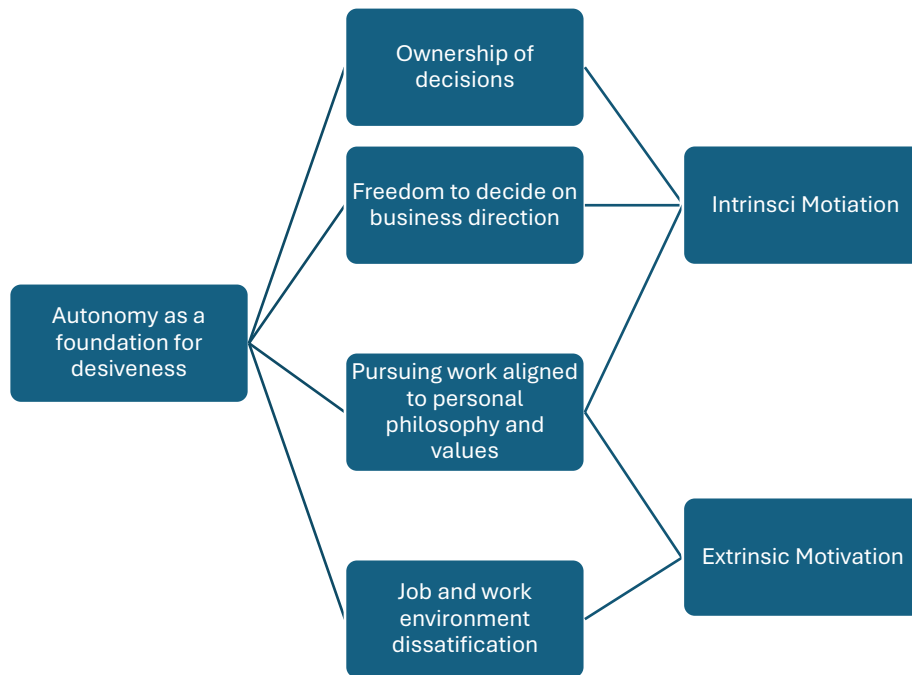 Ownership of
decisions
Freedom to decide on
business direction
Intrinsci Motiation
Autonomy as a
foundation for
desiveness
Pursuing work aligned
to personal
philosophy and
values
Extrinsic Motivation
Job and work
environment
dissatification